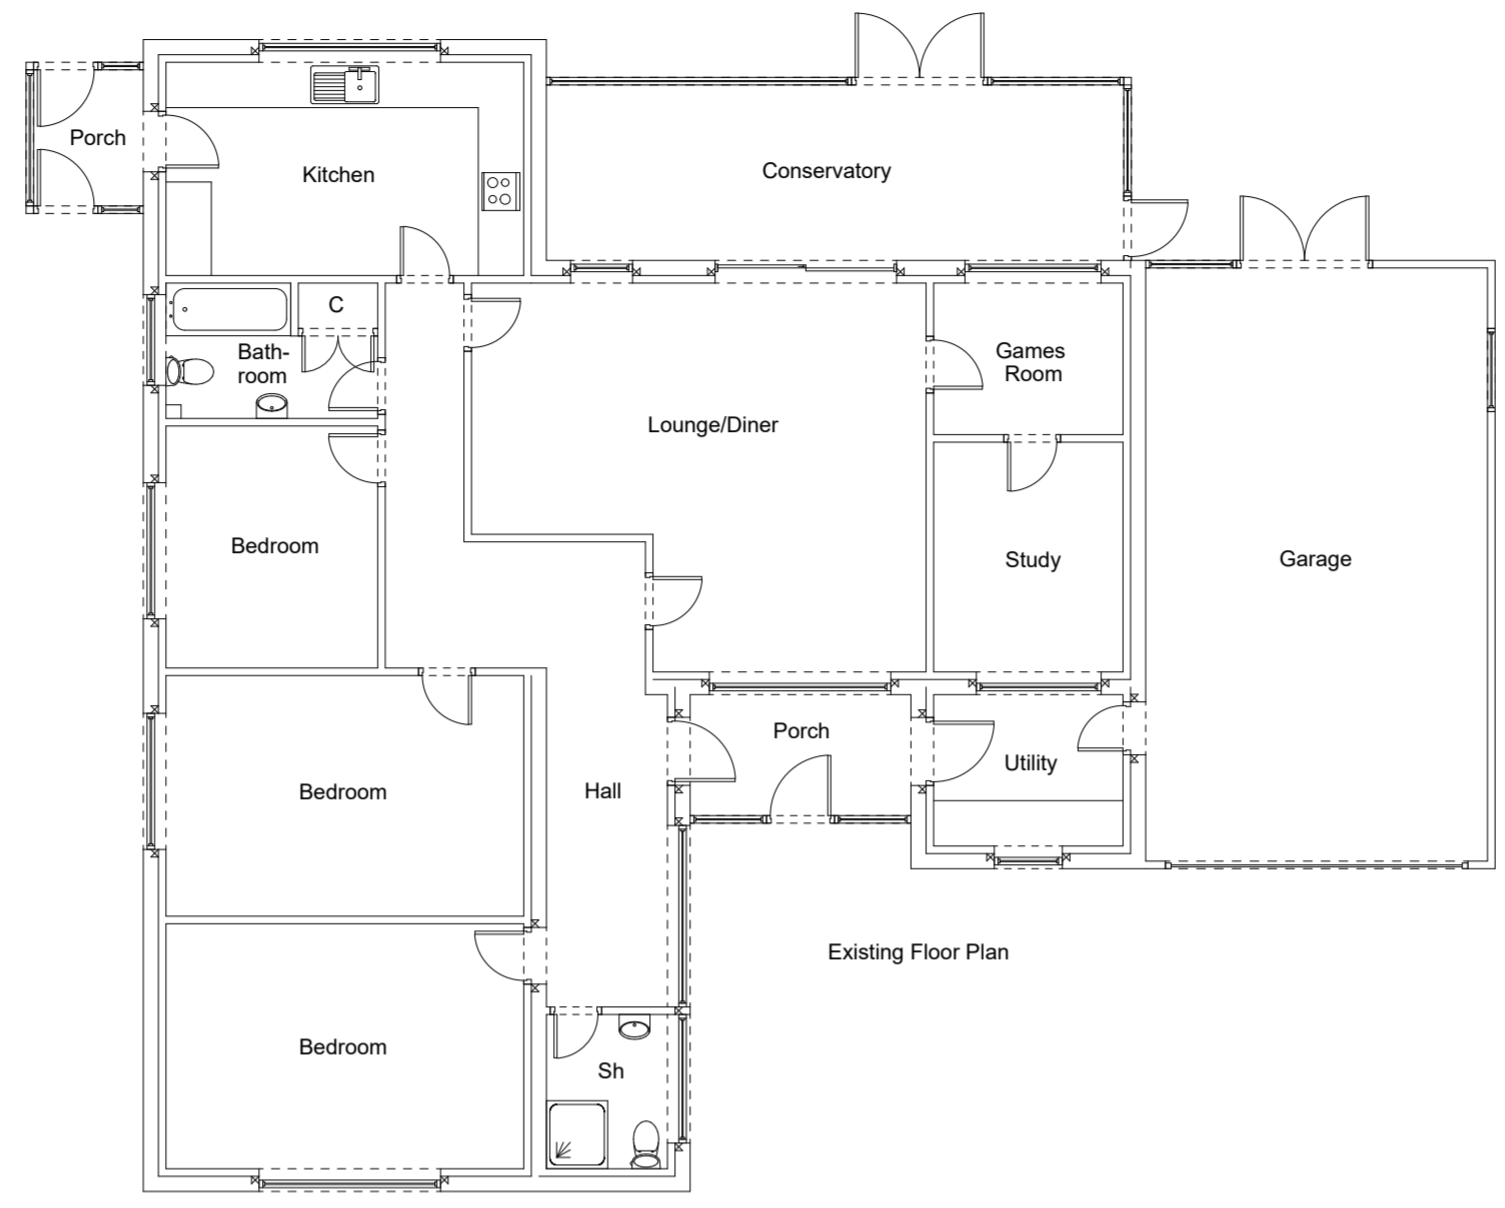 Porch
Kitchen
Conservatory
C
Bath-
room
Games
Room
Lounge/Diner
Bedroom
Study
Garage
Porch
Utility
Bedroom
Hall
Existing Floor Plan
Bedroom
Sh